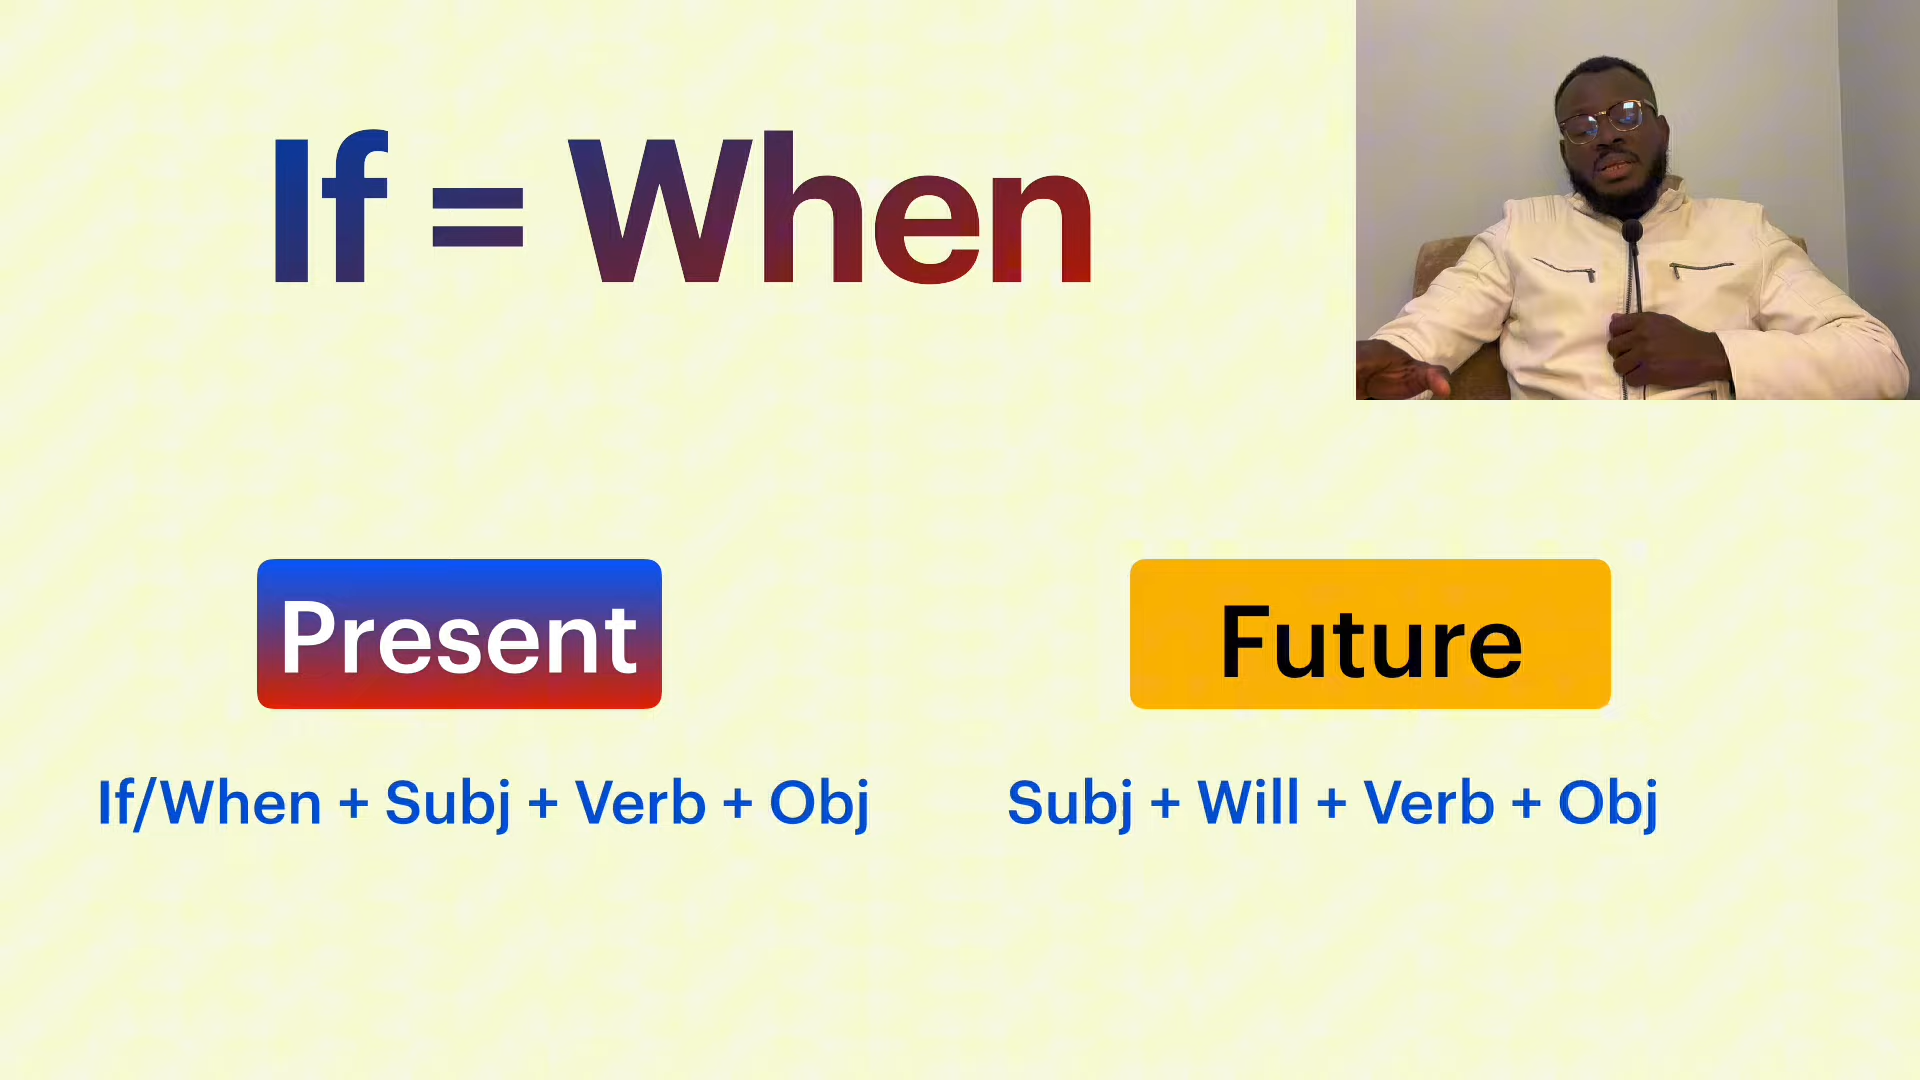 If = When
Present
Future
If/When + Subj + Verb + Obj
Subj + Will + Verb + Obj